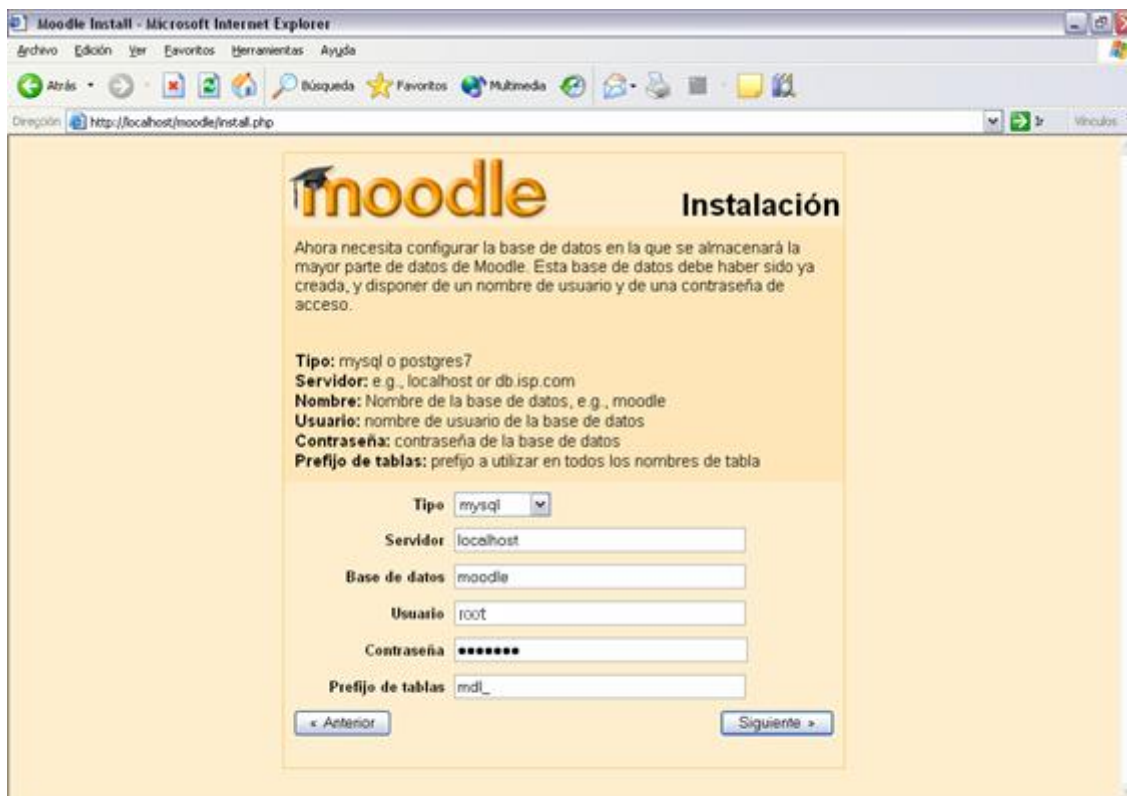 Moodle Install - Microsoft Internet Explorer
Archivo Edición Ver Favoritos Herramientas Ayuda
Atrás Búsqueda Favoritos Multimedia
Dirección http://localhost/moodle/install.php Ir Vínculos
moodle Instalación
Ahora necesita configurar la base de datos en la que se almacenará la
mayor parte de datos de Moodle. Esta base de datos debe haber sido ya
creada, y disponer de un nombre de usuario y de una contraseña de
acceso.
Tipo: mysql o postgres7
Servidor: e.g., localhost or db.isp.com
Nombre: Nombre de la base de datos, e.g., moodle
Usuario: nombre de usuario de la base de datos
Contraseña: contraseña de la base de datos
Prefijo de tablas: prefijo a utilizar en todos los nombres de tabla
Tipo mysql
Servidor localhost
Base de datos moodle
Usuario root
Contraseña •••••••
Prefijo de tablas mdl_
« Anterior Siguiente »